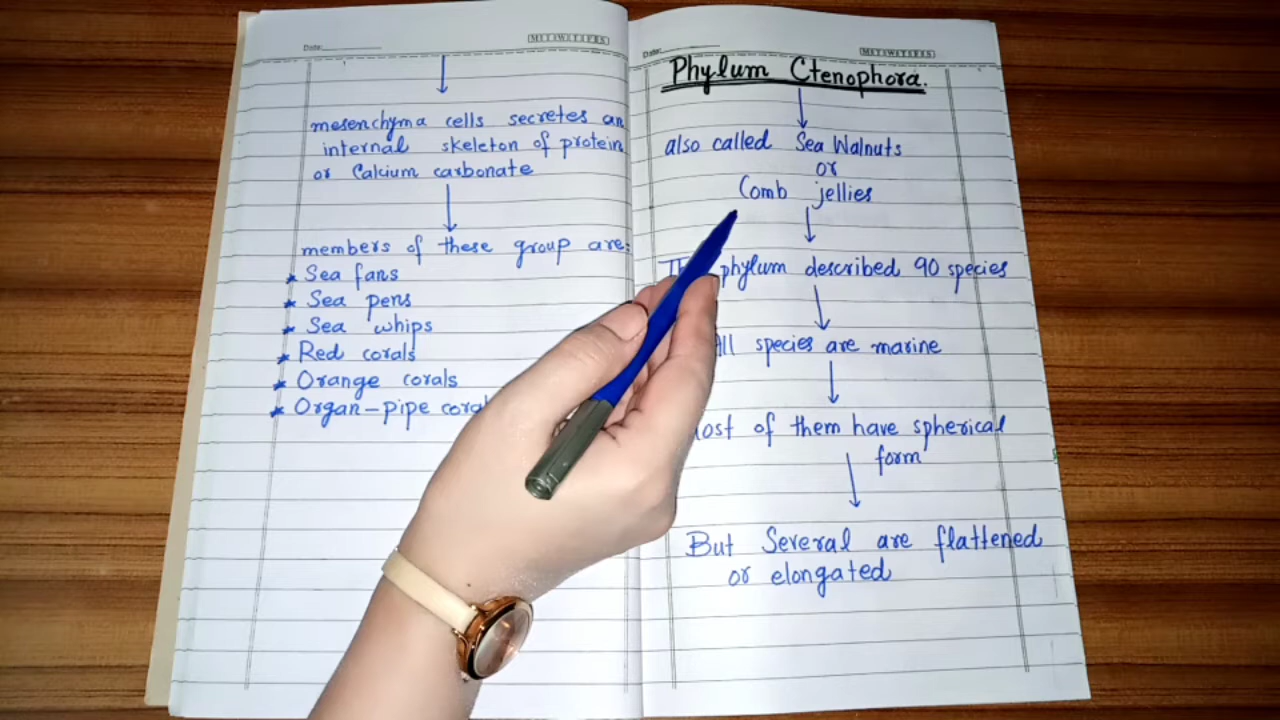 Date:
M T W T F S S
mesenchyma cells secretes an
internal skeleton of protein
or Calcium carbonate
members of these group are:
* Sea fans
* Sea pens
* Sea whips
* Red corals
* Orange corals
* Organ-pipe
Date:
M T W T F S S
Phylum Ctenophora.
also called Sea Walnuts
or
Comb jellies
phylum described 90 species
All species are marine
of them have spherical
form
But Several are flattened
or elongated